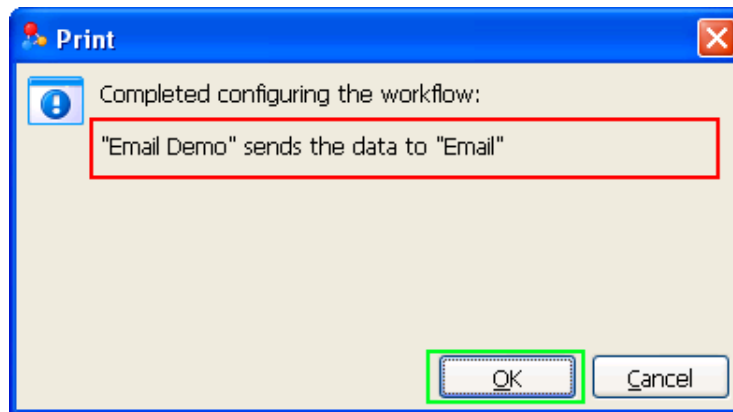 Print
Completed configuring the workflow:
"Email Demo" sends the data to "Email"
OK
Cancel